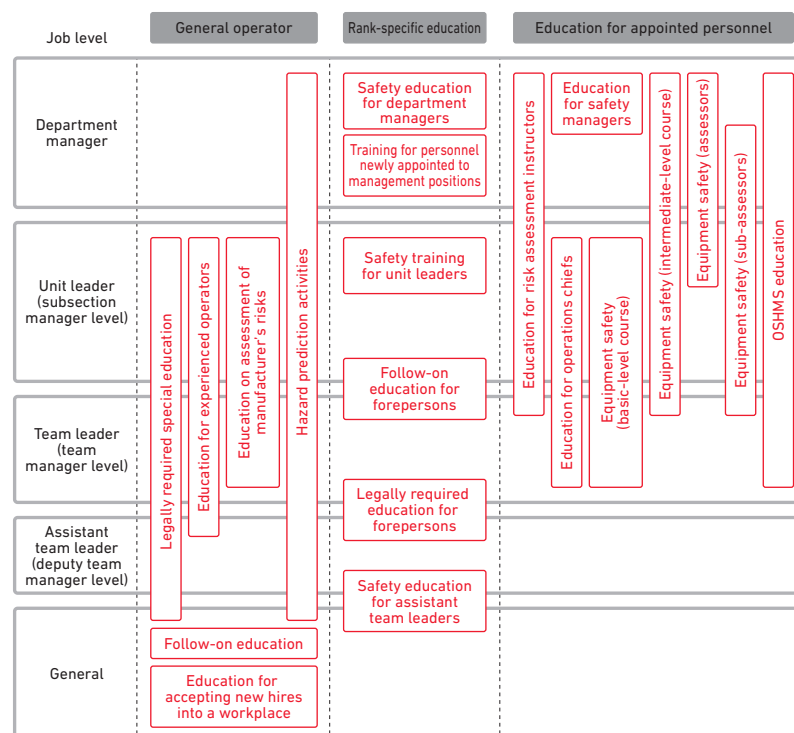 Job level
General operator
Rank-specific education
Education for appointed personnel
Department
manager
Unit leader
(subsection
manager level)
Team leader
(team
manager level)
Assistant
team leader
(deputy team
manager level)
General
Legally required special education
Education for experienced operators
Education on assessment of
manufacturer's risks
Hazard prediction activities
Follow-on education
Education for
accepting new hires
into a workplace
Safety education
for department
managers
Training for personnel
newly appointed to
management positions
Safety training
for unit leaders
Follow-on
education for
forepersons
Legally required
education for
forepersons
Safety education
for assistant
team leaders
Education for risk assessment instructors
Education
for safety
managers
Education for operations chiefs
Equipment safety
(basic-level course)
Equipment safety (intermediate-level course)
Equipment safety (assessors)
Equipment safety (sub-assessors)
OSHMS education